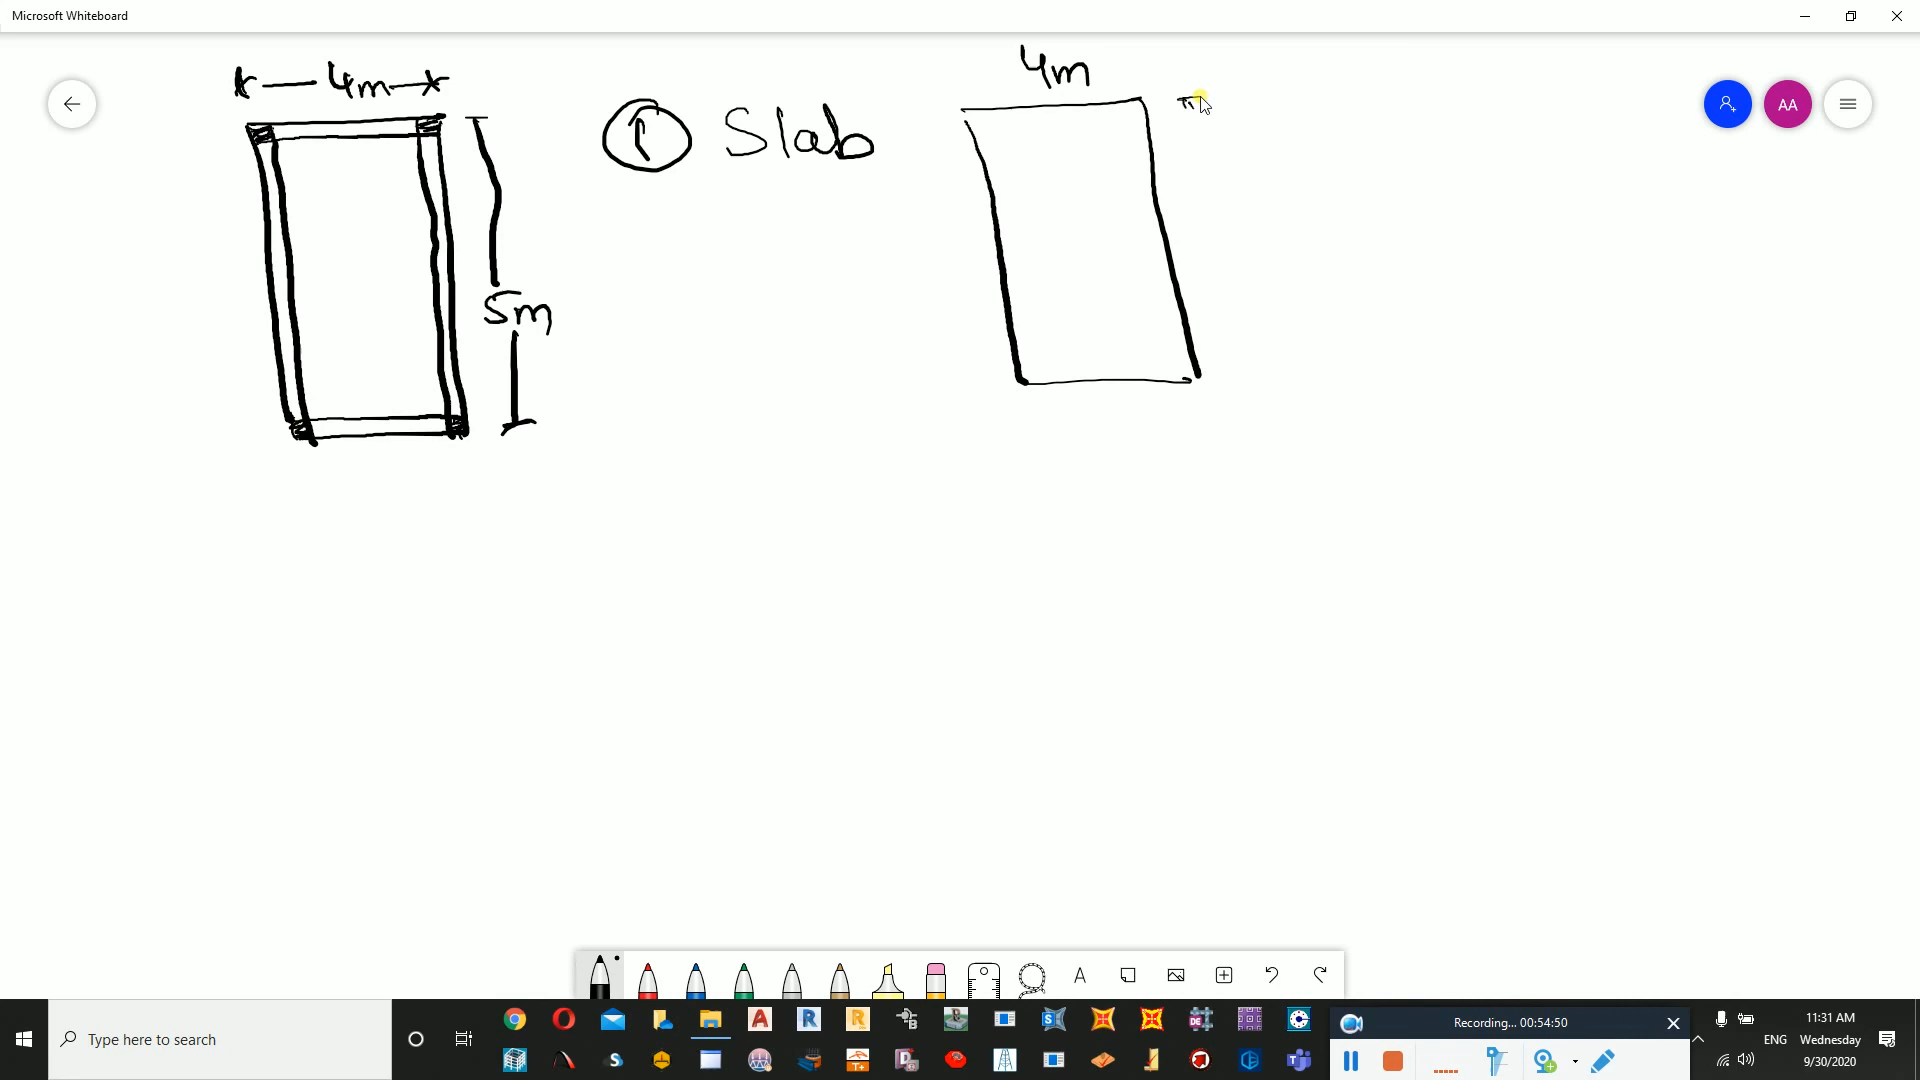 Microsoft Whiteboard
4m
5m
1 Slab
4m
AA
A
Type here to search
Recording... 00:54:50
ENG
11:31 AM
Wednesday
9/30/2020